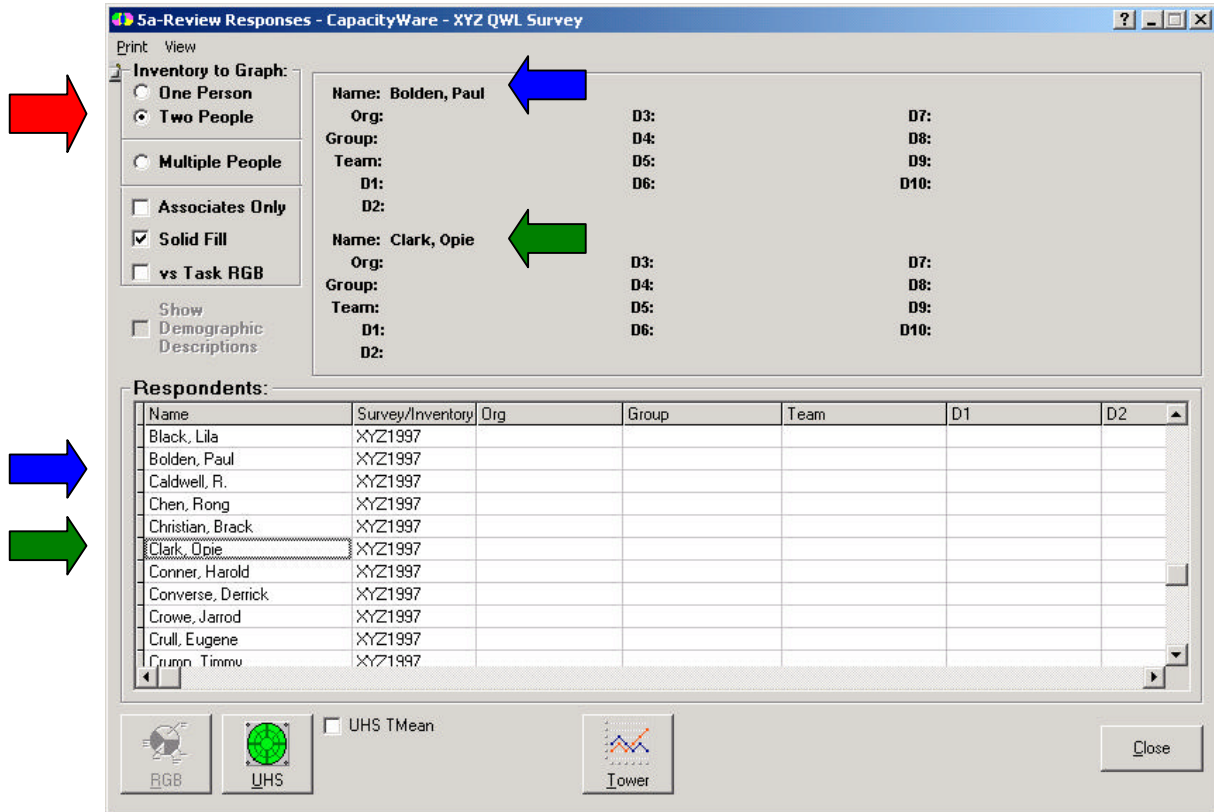 5a-Review Responses - CapacityWare - XYZ QWL Survey
Print View
Inventory to Graph:
One Person
Two People
Multiple People
Associates Only
Solid Fill
vs Task RGB
Show
Demographic
Descriptions
Name: Bolden, Paul
Org: D3: D7:
Group: D4: D8:
Team: D5: D9:
D1: D6: D10:
D2:
Name: Clark, Opie
Org: D3: D7:
Group: D4: D8:
Team: D5: D9:
D1: D6: D10:
D2:
Respondents:
Name Survey/Inventory Org Group Team D1 D2
Black, Lila XYZ1997
Bolden, Paul XYZ1997
Caldwell, R. XYZ1997
Chen, Rong XYZ1997
Christian, Brack XYZ1997
Clark, Opie XYZ1997
Conner, Harold XYZ1997
Converse, Derrick XYZ1997
Crowe, Jarrod XYZ1997
Crull, Eugene XYZ1997
Crump, Timmy XYZ1997
RGB
UHS
UHS TMean
Tower
Close